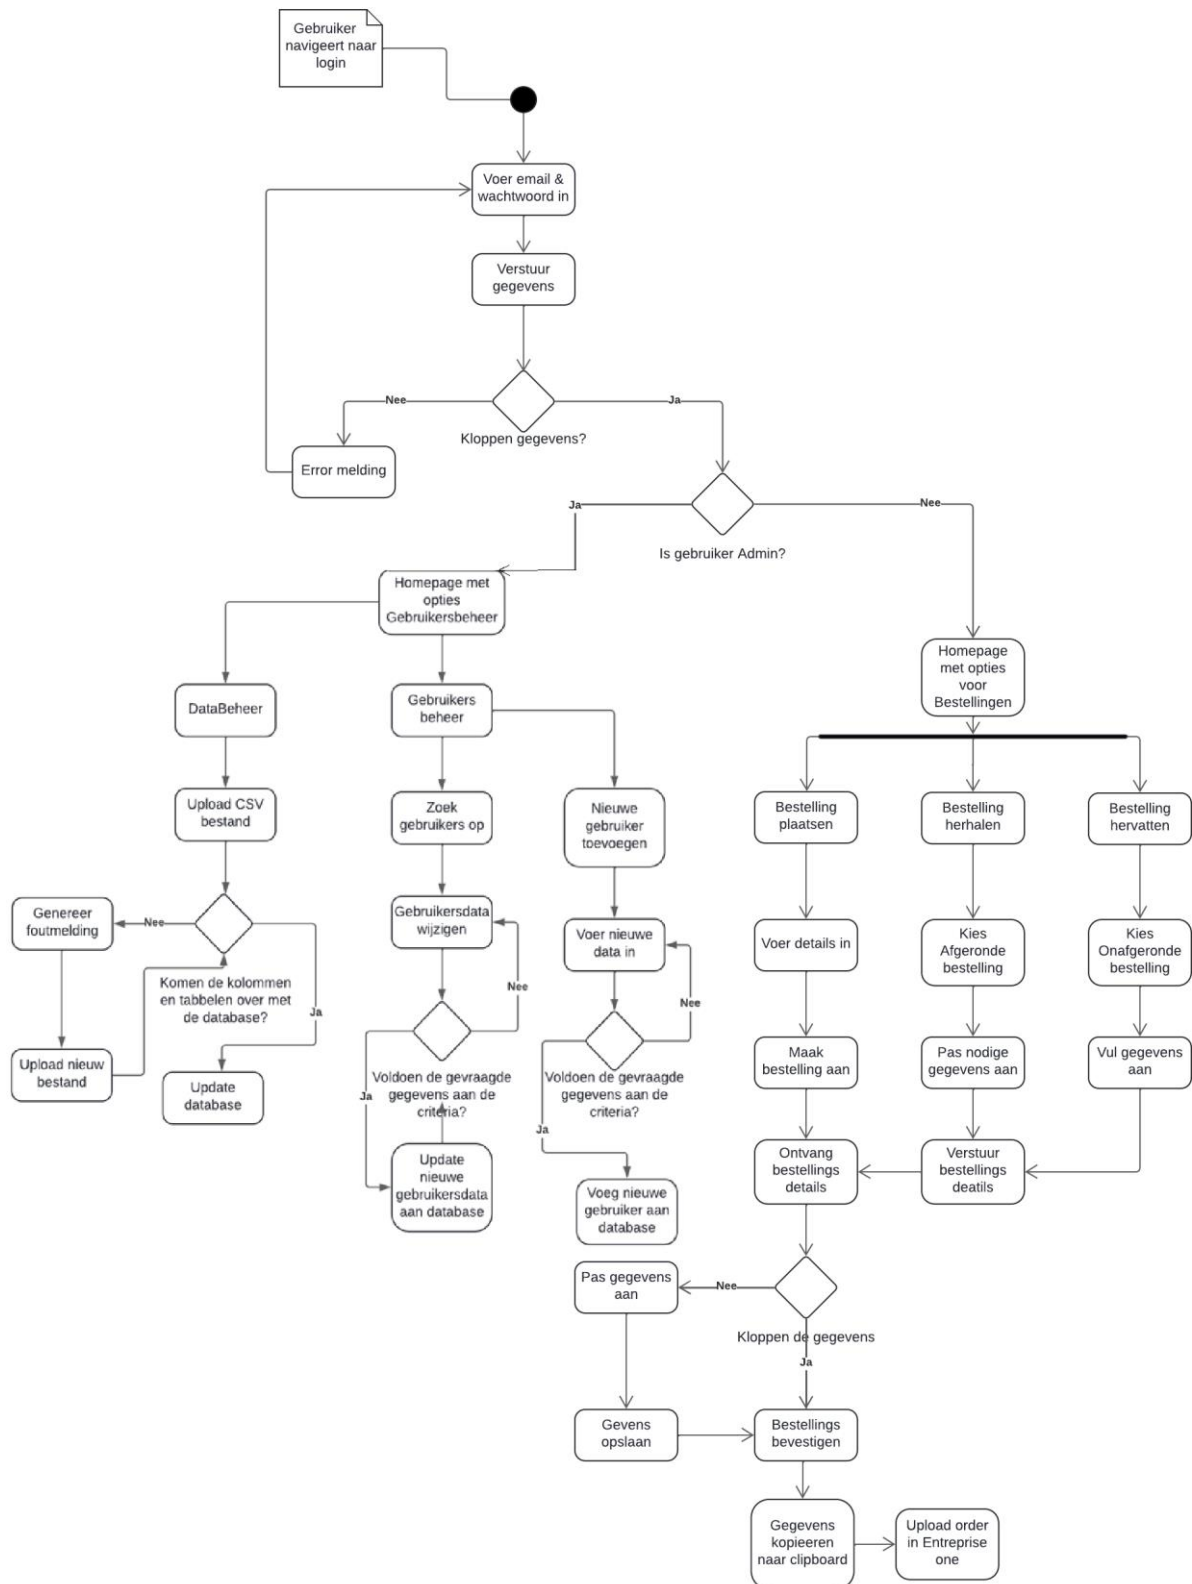 Gebruiker
navigeert naar
login
Voer email &
wachtwoord in
Verstuur
gegevens
Nee
Ja
Kloppen gegevens?
Error melding
Ja
Nee
Is gebruiker Admin?
Homepage met
opties
Gebruikersbeheer
Homepage
met opties
voor
Bestellingen
DataBeheer
Gebruikers
beheer
Upload CSV
bestand
Zoek
gebruikers op
Nieuwe
gebruiker
toevoegen
Bestelling
plaatsen
Bestelling
herhalen
Bestelling
hervatten
Genereer
foutmelding
Nee
Gebruikersdata
wijzigen
Voer nieuwe
data in
Voer details in
Kies
Afgeronde
bestelling
Kies
Onafgeronde
bestelling
Komen de kolommen
en tabbelen over met
de database?
Ja
Nee
Nee
Upload nieuw
bestand
Update
database
Voldoen de gevraagde
gegevens aan de
criteria?
Ja
Voldoen de gevraagde
gegevens aan de
criteria?
Ja
Maak
bestelling aan
Pas nodige
gegevens aan
Vul gegevens
aan
Update
nieuwe
gebruikersdata
aan database
Voeg nieuwe
gebruiker aan
database
Ontvang
bestellings
details
Verstuur
bestellings
deatils
Pas gegevens
aan
Nee
Kloppen de gegevens
Ja
Gevens
opslaan
Bestellings
bevestigen
Gegevens
kopieeren
naar clipboard
Upload order
in Entreprise
one